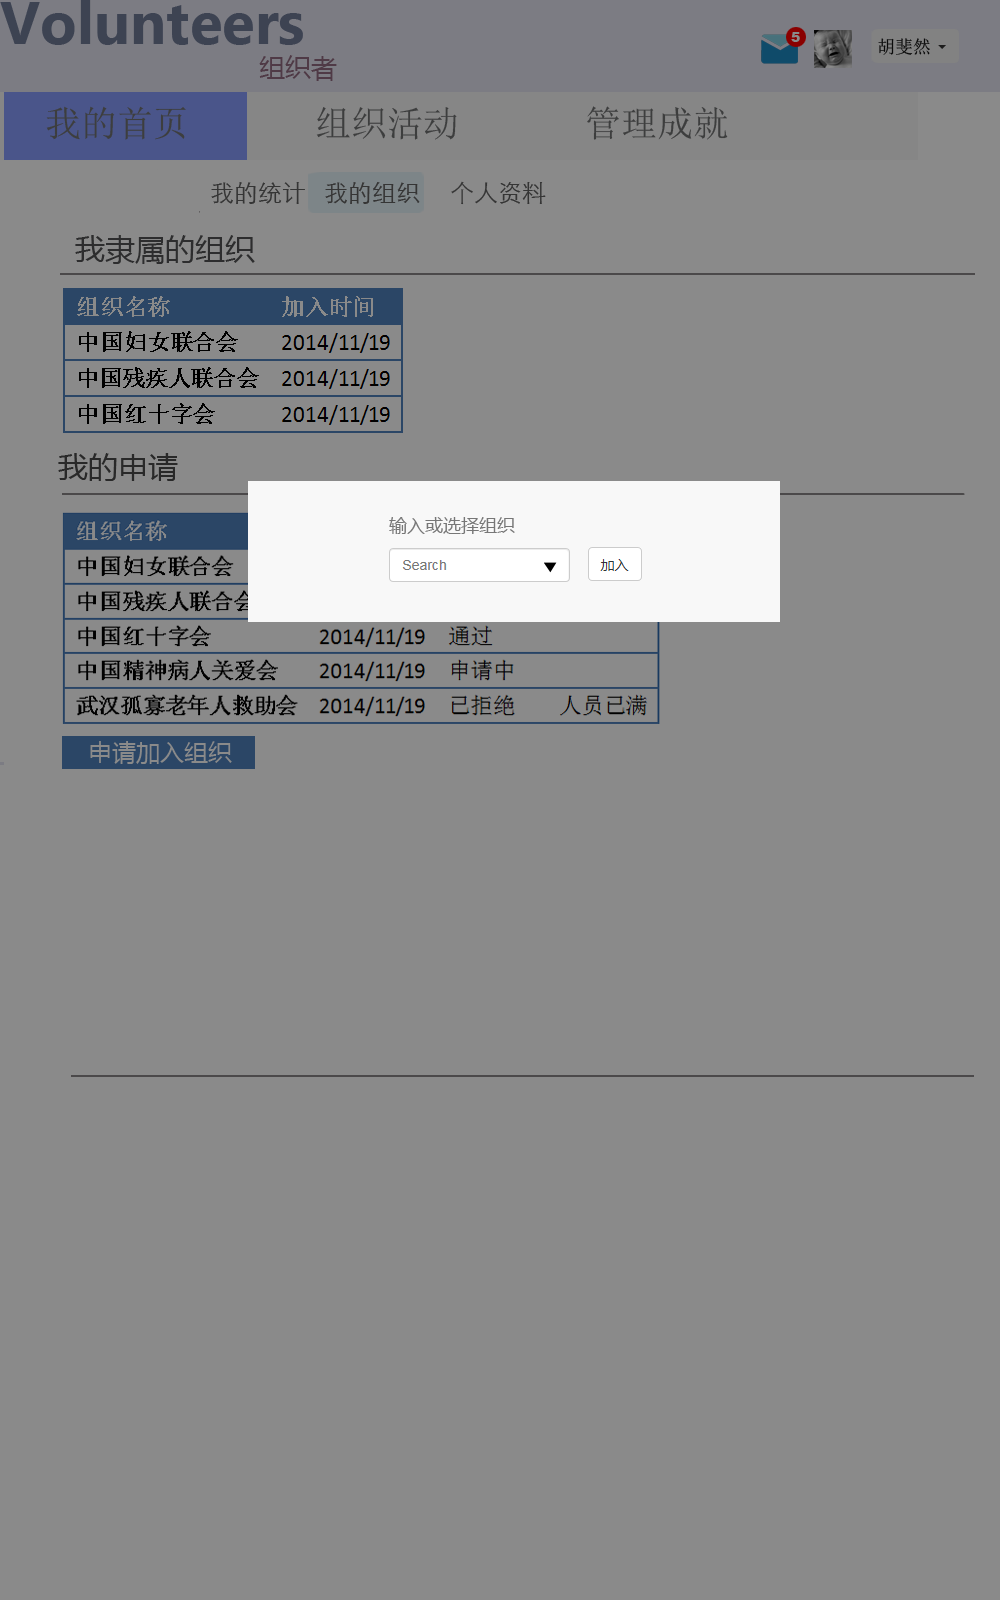 Volunteers
组织者
5
胡斐然
我的首页 组织活动 管理成就
我的统计 我的组织 个人资料
我隶属的组织
组织名称 加入时间
中国妇女联合会 2014/11/19
中国残疾人联合会 2014/11/19
中国红十字会 2014/11/19
我的申请
输入或选择组织
Search 加入
组织名称
中国妇女联合会
中国残疾人联合会
中国红十字会 2014/11/19 通过
中国精神病人关爱会 2014/11/19 申请中
武汉孤寡老年人救助会 2014/11/19 已拒绝 人员已满
申请加入组织